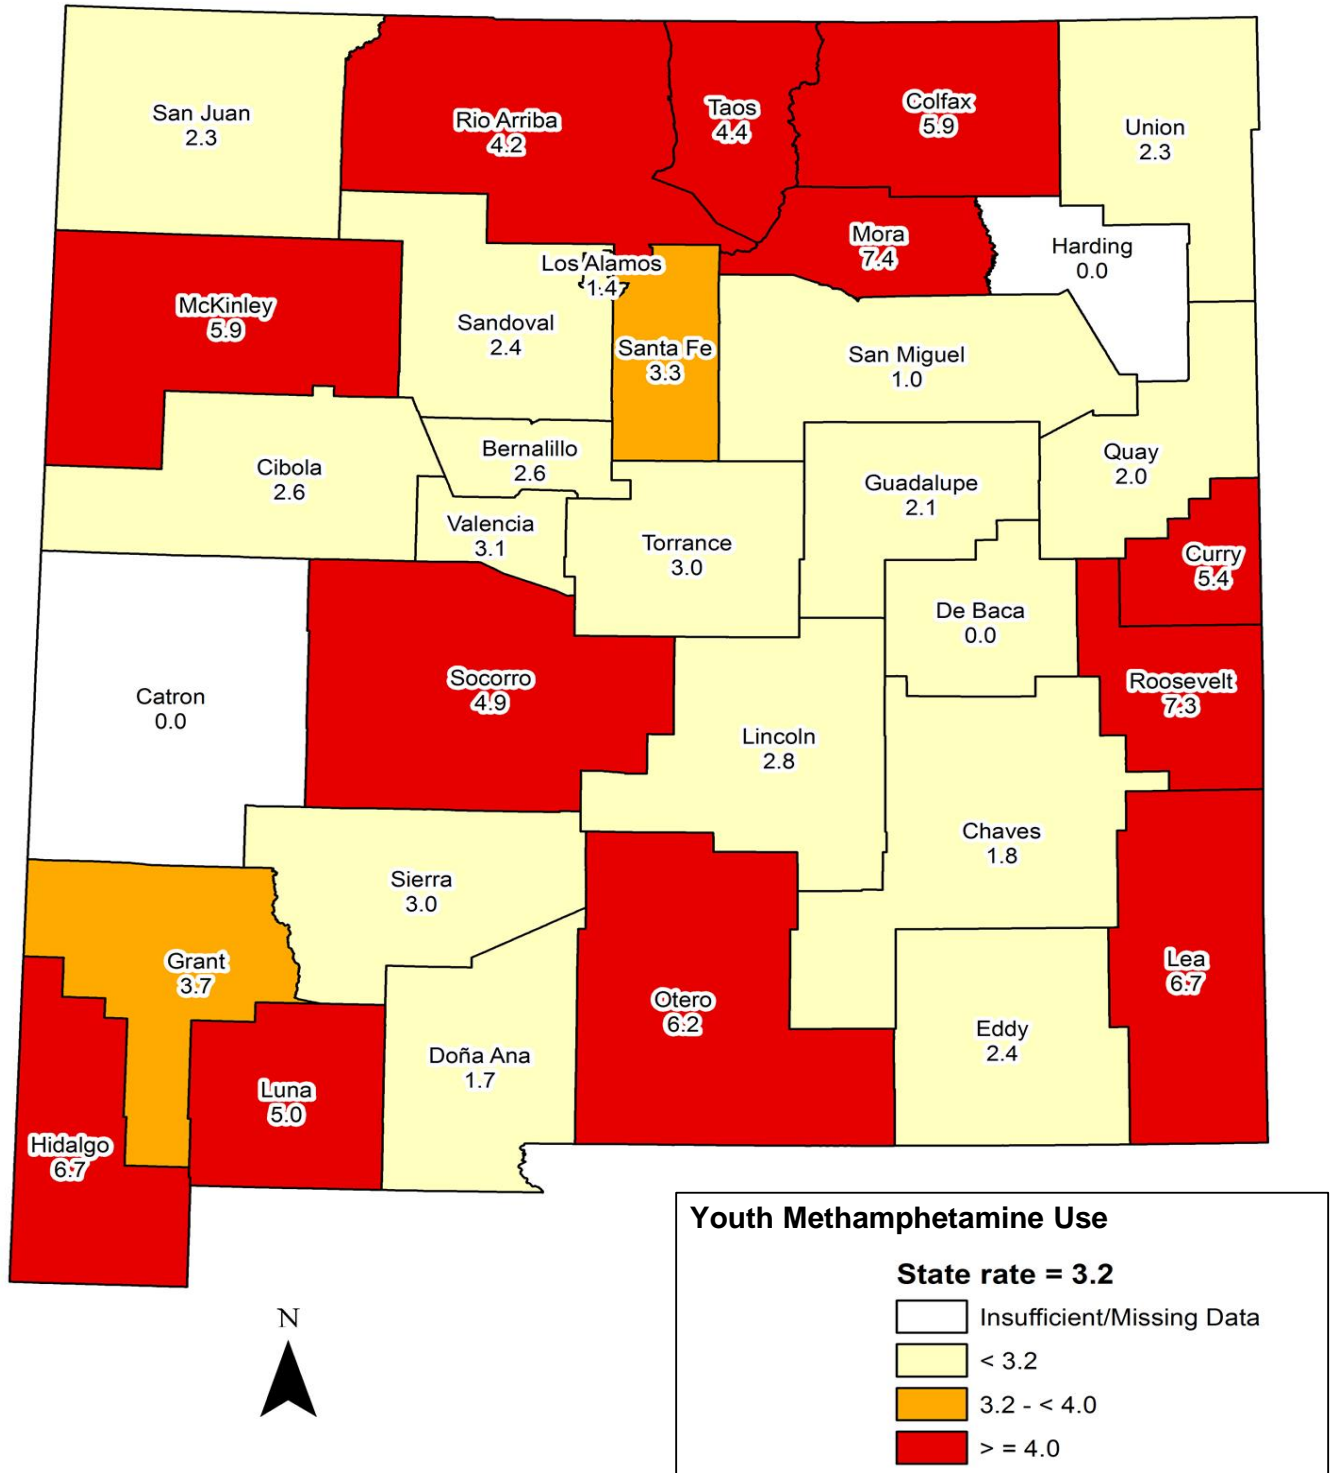 San Juan
2.3
Rio Arriba
4.2
Taos
4.4
Colfax
5.9
Union
2.3
Mora
7.4
Harding
0.0
Los Alamos
1.4
McKinley
5.9
Sandoval
2.4
Santa Fe
3.3
San Miguel
1.0
Bernalillo
2.6
Cibola
2.6
Quay
2.0
Guadalupe
2.1
Valencia
3.1
Torrance
3.0
Curry
5.4
De Baca
0.0
Socorro
4.9
Roosevelt
7.3
Catron
0.0
Lincoln
2.8
Chaves
1.8
Sierra
3.0
Grant
3.7
Lea
6.7
Otero
6.2
Eddy
2.4
Doña Ana
1.7
Luna
5.0
Hidalgo
6.7
N
Youth Methamphetamine Use
State rate = 3.2
Insufficient/Missing Data
< 3.2
3.2 - < 4.0
> = 4.0